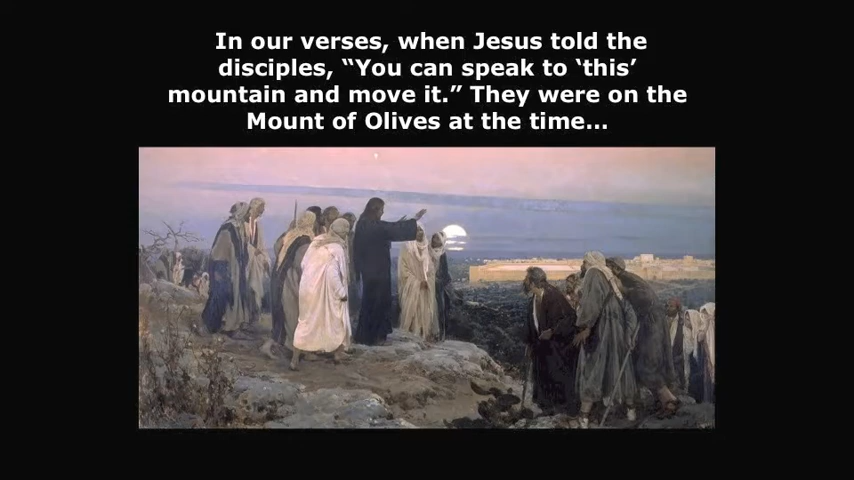 In our verses, when Jesus told the
disciples, “You can speak to ‘this’
mountain and move it.” They were on the
Mount of Olives at the time...